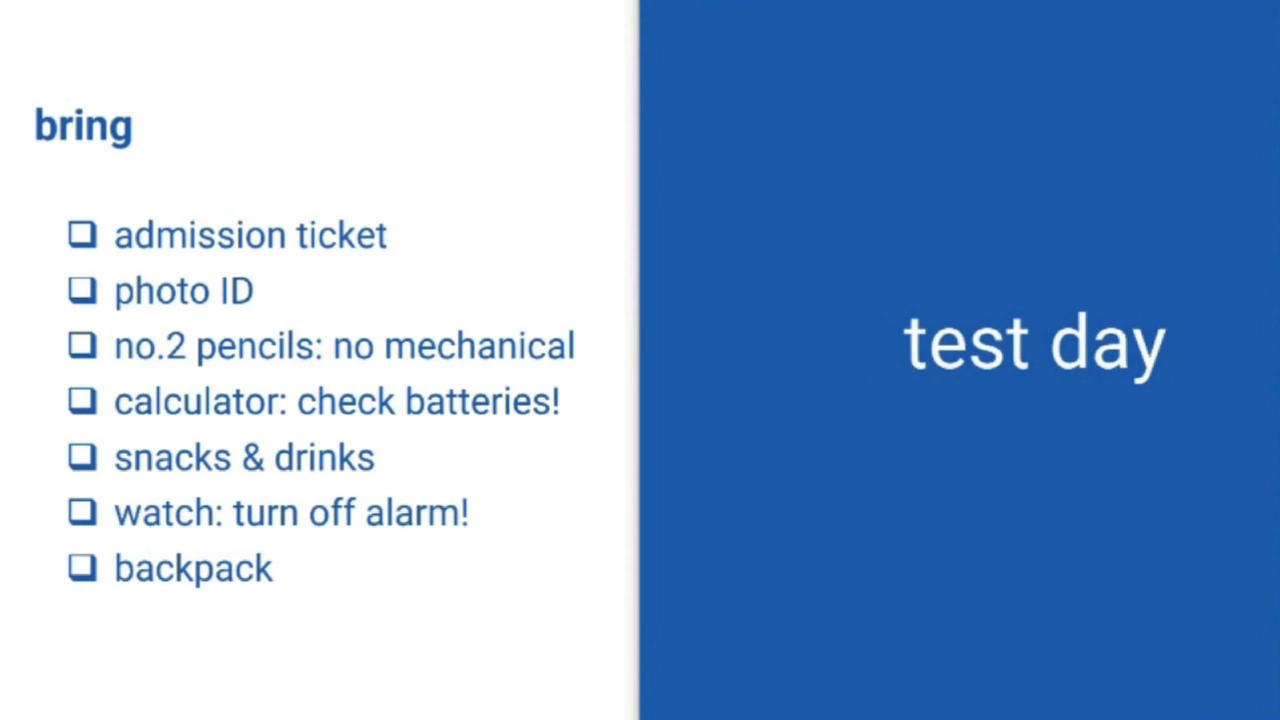 bring
admission ticket
photo ID
no.2 pencils: no mechanical
calculator: check batteries!
snacks & drinks
watch: turn off alarm!
backpack
test day